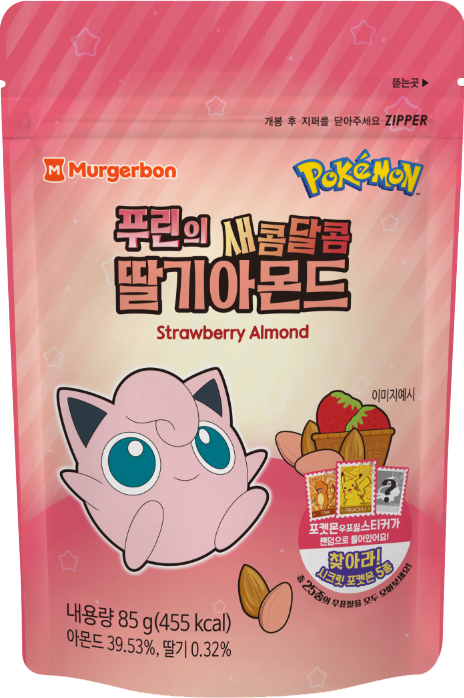 뜯는곳▶
개봉 후 지퍼를 닫아주세요 ZIPPER
M Murgerbon
POKéMON
푸린의 새콤달콤
딸기아몬드
Strawberry Almond
이미지예시
PIKACHU
?
포켓몬우표씰스티커가
랜덤으로 들어있어요!
찾아라!
시크릿 포켓몬 5종
총 25종의 우표씰을 모두 모아보세요!
내용량 85 g(455 kcal)
아몬드 39.53%, 딸기 0.32%